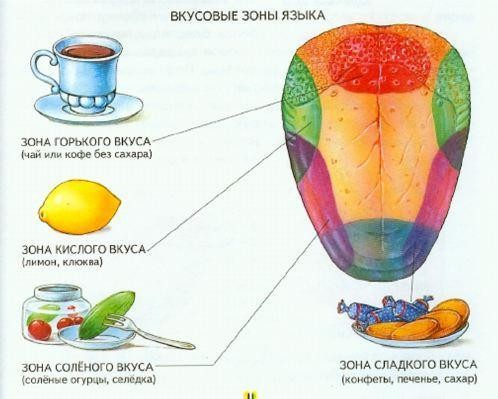 ВКУСОВЫЕ ЗОНЫ ЯЗЫКА
ЗОНА ГОРЬКОГО ВКУСА
(чай или кофе без сахара)
ЗОНА КИСЛОГО ВКУСА
(лимон, клюква)
ЗОНА СОЛЁНОГО ВКУСА
(солёные огурцы, селёдка)
ЗОНА СЛАДКОГО ВКУСА
(конфеты, печенье, сахар)